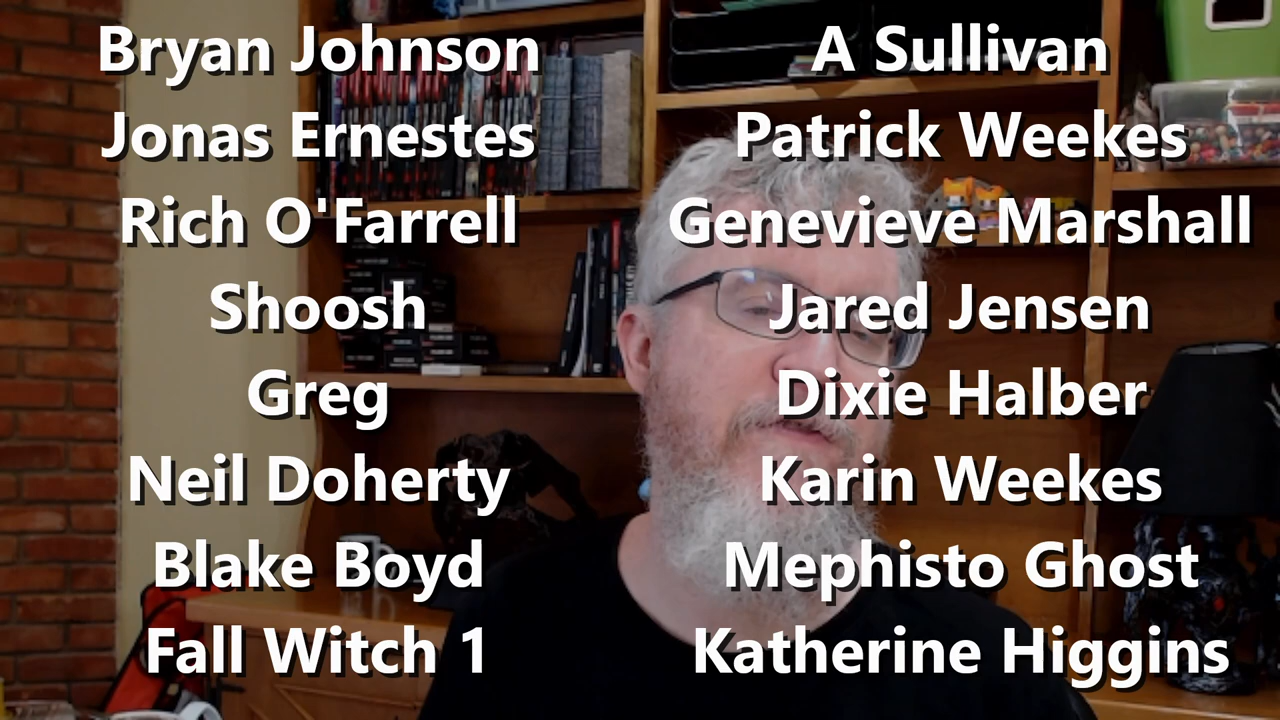 Bryan Johnson
Jonas Ernestes
Rich O'Farrell
Shoosh
Greg
Neil Doherty
Blake Boyd
Fall Witch 1
A Sullivan
Patrick Weekes
Genevieve Marshall
Jared Jensen
Dixie Halber
Karin Weekes
Mephisto Ghost
Katherine Higgins